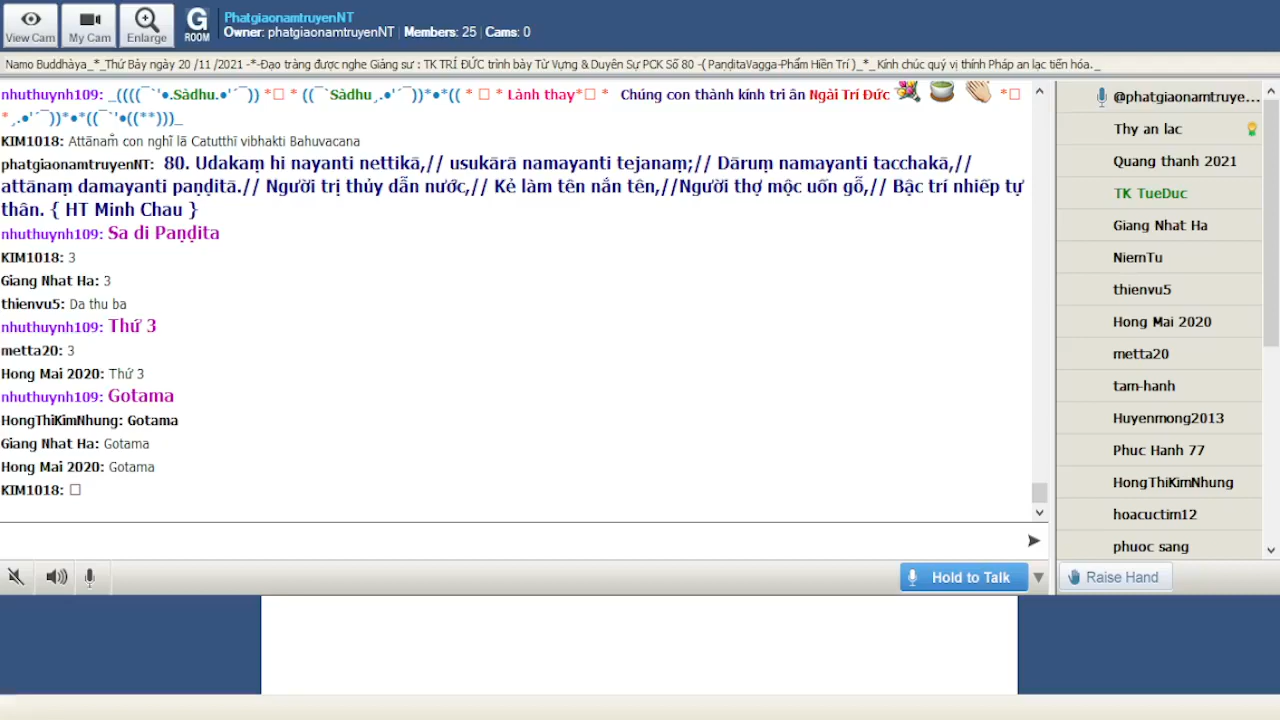 View Cam
My Cam
Enlarge
G
ROOM
PhatgiaonamtruyenNT
Owner: phatgiaonamtruyenNT | Members: 25 | Cams: 0
Namo Buddhàya_*_Thứ Bảy ngày 20 /11 /2021 -*-Đạo tràng được nghe Giảng sư : TK TRÍ ĐỨC trình bày Từ Vựng & Duyên Sự PCK Số 80 -( PaṇḍitaVagga-Phẩm Hiền Trí )_*_ Kính chúc quý vị thính Pháp an lạc tiến hóa._
nhuthuynh109: _((((¯`'•.Sàdhu.•'´¯)) *□ * ((¯`Sàdhu¸.•'´¯))*•*(( * □ * Lành thay*□ * Chúng con thành kính tri ân Ngài Trí Đức *□
*¸.•'´¯))*•*((¯`'•((**)))_
KIM1018: Attānam̐ con nghĩ lã Catutthī vibhakti Bahuvacana
phatgiaonamtruyenNT: 80. Udakaṃ hi nayanti nettikā,// usukārā namayanti tejanaṃ;// Dāruṃ namayanti tacchakā,//
attānaṃ damayanti paṇḍitā.// Người trị thủy dẫn nước,// Kẻ làm tên nắn tên,//Người thợ mộc uốn gỗ,// Bậc trí nhiếp tự
thân. { HT Minh Chau }
nhuthuynh109: Sa di Paṇḍita
KIM1018: 3
Giang Nhat Ha: 3
thienvu5: Da thu ba
nhuthuynh109: Thứ 3
metta20: 3
Hong Mai 2020: Thứ 3
nhuthuynh109: Gotama
HongThiKimNhung: Gotama
Giang Nhat Ha: Gotama
Hong Mai 2020: Gotama
KIM1018: □
Hold to Talk
@phatgiaonamtruye...
Thy an lac
Quang thanh 2021
TK TueDuc
Giang Nhat Ha
NiemTu
thienvu5
Hong Mai 2020
metta20
tam-hanh
Huyenmong2013
Phuc Hanh 77
HongThiKimNhung
hoacuctim12
phuoc sang
Raise Hand